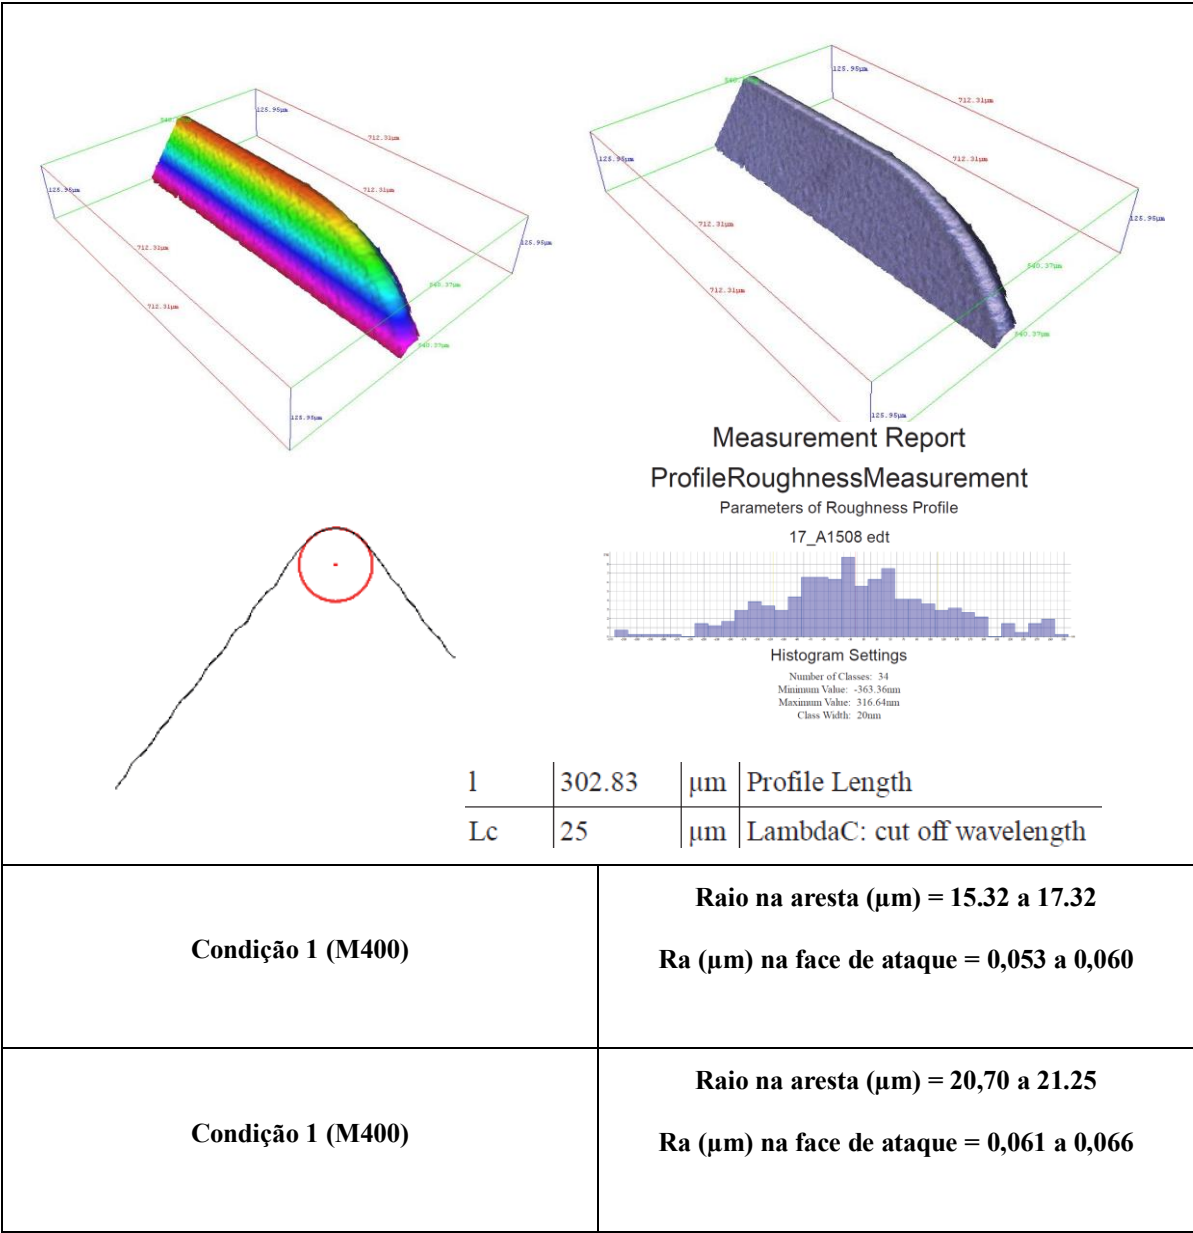 125.95µm
712.31µm
125.95µm
712.31µm
125.95µm
712.31µm
540.37µm
712.31µm
540.37µm
125.95µm
125.95µm
712.31µm
125.95µm
712.31µm
125.95µm
540.37µm
712.31µm
540.37µm
125.95µm
Measurement Report
ProfileRoughnessMeasurement
Parameters of Roughness Profile
17_A1508 edt
Histogram Settings
Number of Classes: 34
Minimum Value: -363.36nm
Maximum Value: 316.64nm
Class Width: 20nm
l 302.83 µm Profile Length
Lc 25 µm LambdaC: cut off wavelength
Condição 1 (M400)
Raio na aresta (µm) = 15.32 a 17.32
Ra (µm) na face de ataque = 0,053 a 0,060
Condição 1 (M400)
Raio na aresta (µm) = 20,70 a 21.25
Ra (µm) na face de ataque = 0,061 a 0,066